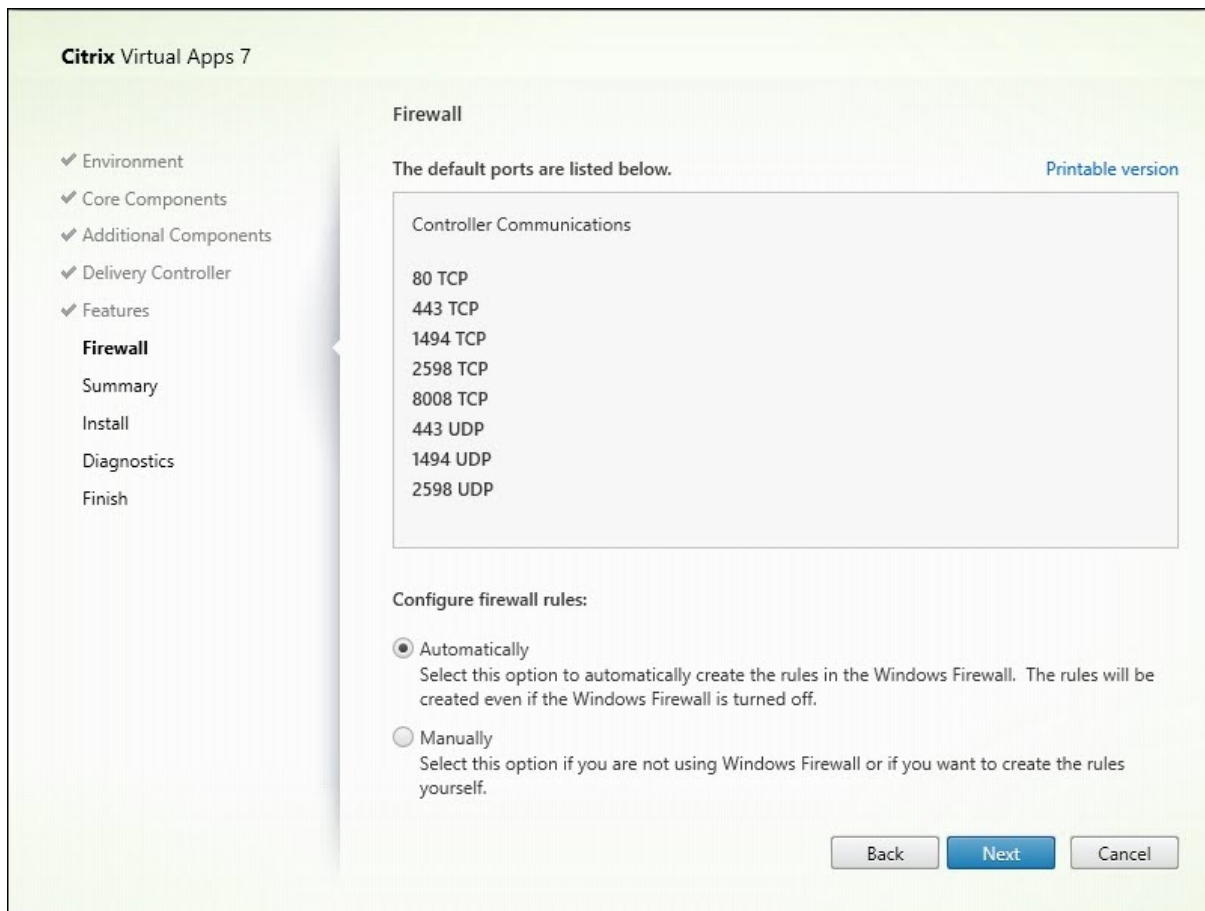 Citrix Virtual Apps 7
Environment
Core Components
Additional Components
Delivery Controller
Features
Firewall
Summary
Install
Diagnostics
Finish
Firewall
The default ports are listed below.
Printable version
Controller Communications
80 TCP
443 TCP
1494 TCP
2598 TCP
8008 TCP
443 UDP
1494 UDP
2598 UDP
Configure firewall rules:
Automatically
Select this option to automatically create the rules in the Windows Firewall.  The rules will be
created even if the Windows Firewall is turned off.
Manually
Select this option if you are not using Windows Firewall or if you want to create the rules
yourself.
Back
Next
Cancel